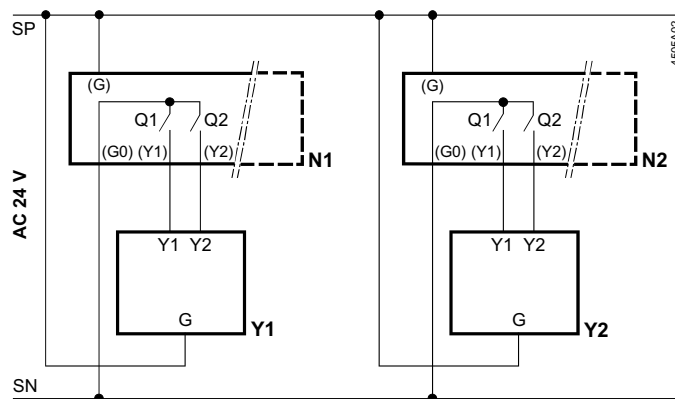 SP
4595A02
(G) (G)
Q1 Q2 Q1 Q2
(G0) (Y1) (Y2) N1 (G0) (Y1) (Y2) N2
AC 24 V
Y1 Y2 Y1 Y2
G Y1 G Y2
SN